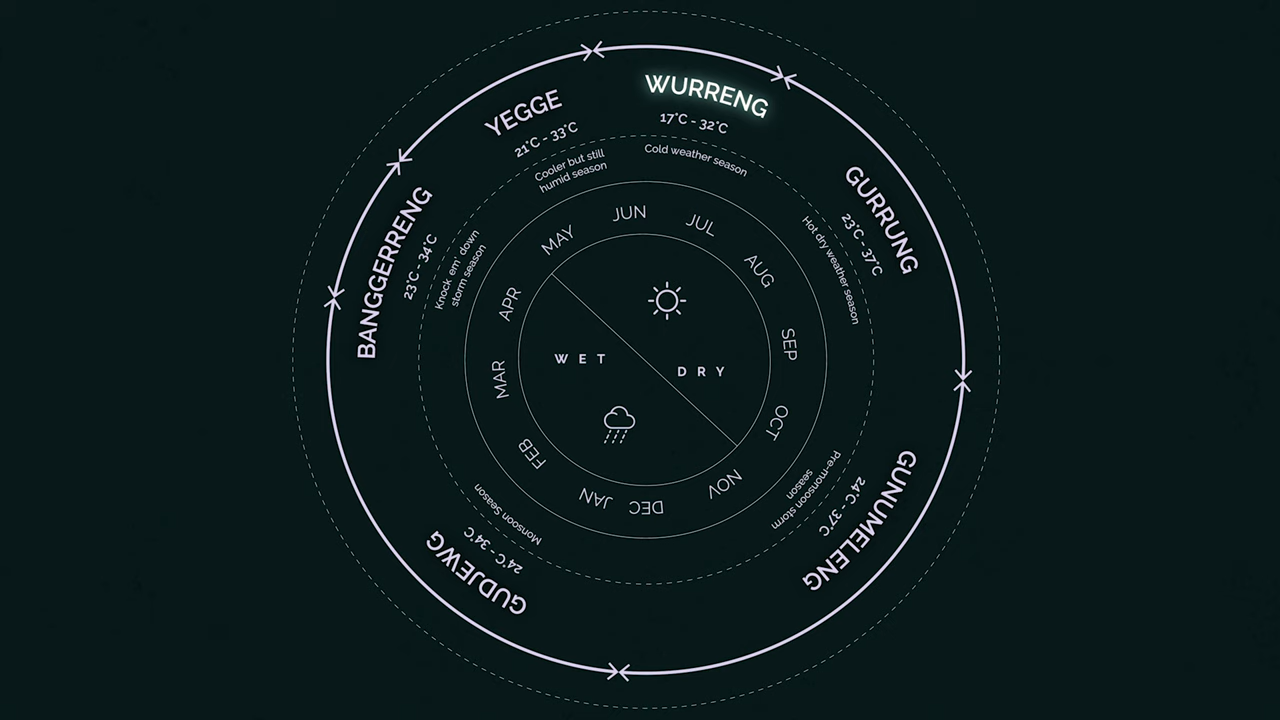 WURRENG
17°C - 32°C
Cold weather season
GURRUNG
23°C - 37°C
Hot dry weather season
GUNUMELENG
24°C - 37°C
Pre-monsoon storm
season
GUDJEWG
24°C - 34°C
Monsoon Season
BANGGERRENG
23°C - 34°C
Knock em' down
storm season
YEGGE
21°C - 33°C
Cooler but still
humid season
JUN
JUL
AUG
SEP
OCT
NOV
DEC
JAN
FEB
MAR
APR
MAY
WET
DRY